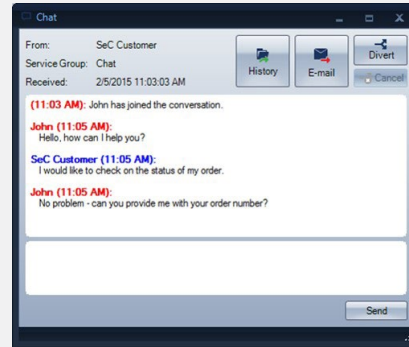 Chat
From: SeC Customer
Service Group: Chat
Received: 2/5/2015 11:03:03 AM
History
E-mail
Divert
Cancel
(11:03 AM): John has joined the conversation.
John (11:05 AM):
Hello, how can I help you?
SeC Customer (11:05 AM):
I would like to check on the status of my order.
John (11:05 AM):
No problem - can you provide me with your order number?
Send